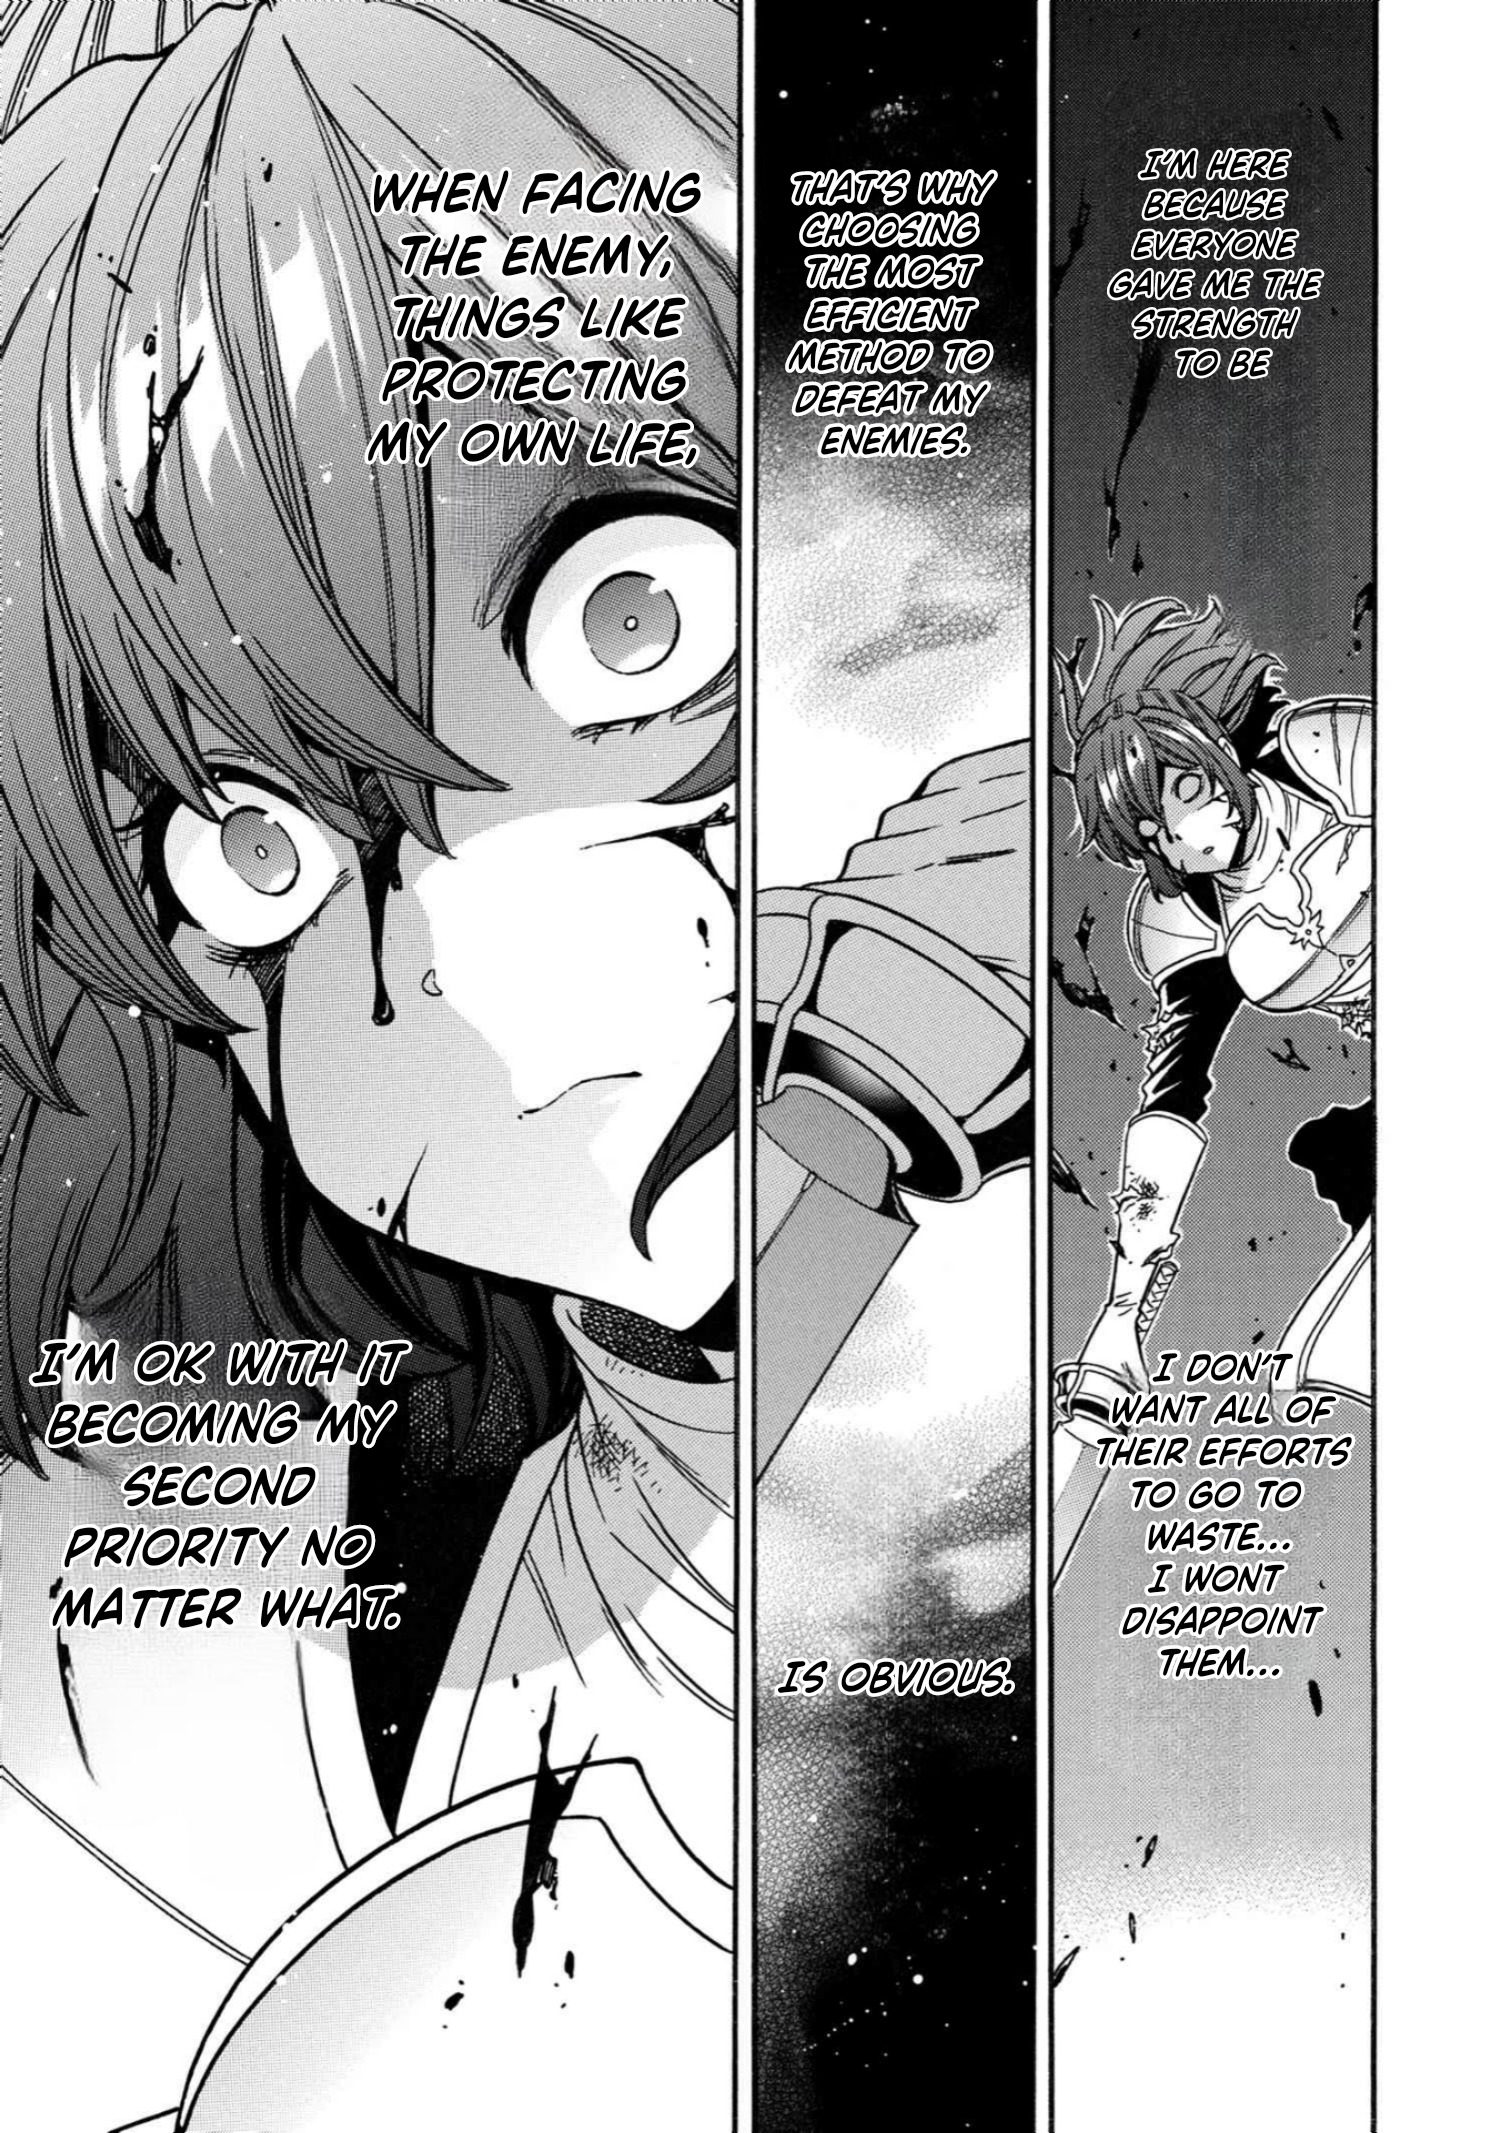 I'M HERE
BECAUSE
EVERYONE
GAVE ME THE
STRENGTH
TO BE
I DON'T
WANT ALL OF
THEIR EFFORTS
TO GO TO
WASTE...
I WONT
DISAPPOINT
THEM...
THAT'S WHY
CHOOSING
THE MOST
EFFICIENT
METHOD TO
DEFEAT MY
ENEMIES.
IS OBVIOUS.
WHEN FACING
THE ENEMY,
THINGS LIKE
PROTECTING
MY OWN LIFE,
I'M OK WITH IT
BECOMING MY
SECOND
PRIORITY NO
MATTER WHAT.